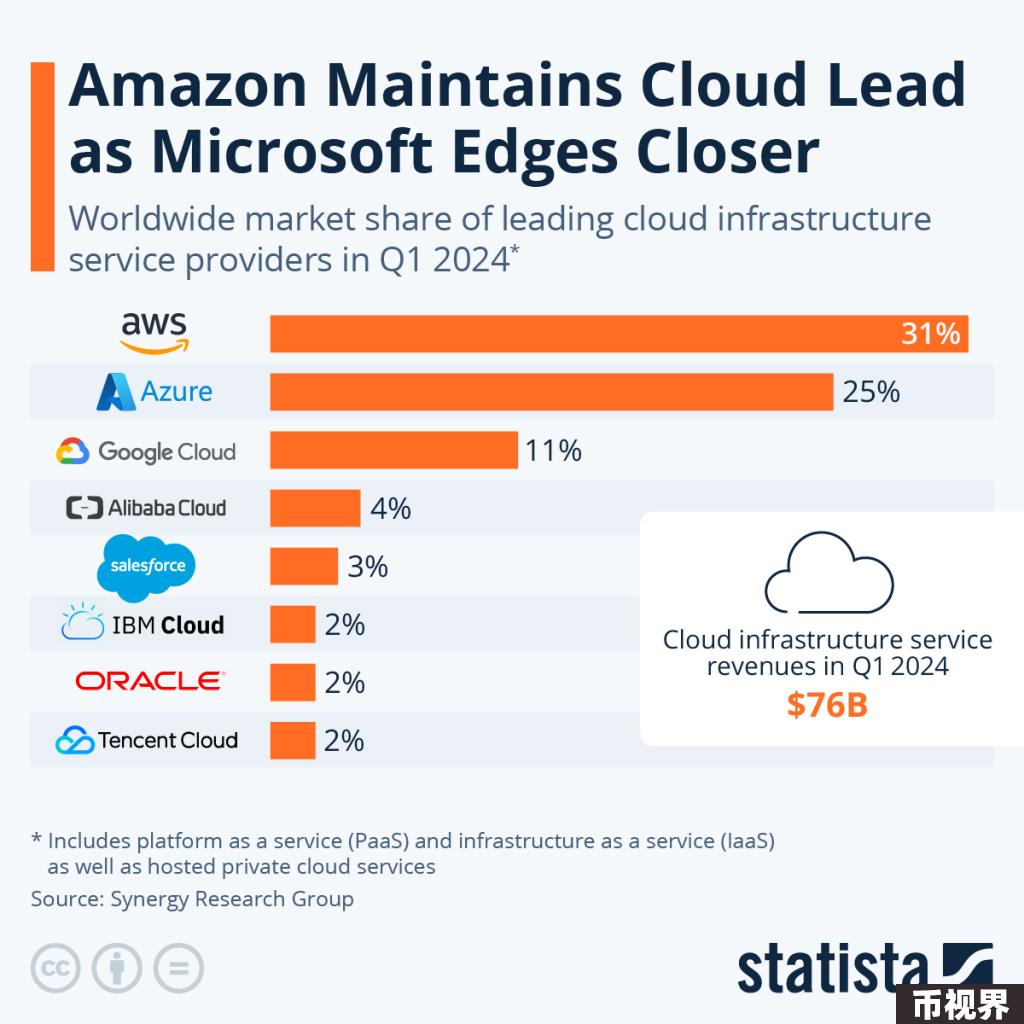 Amazon Maintains Cloud Lead
as Microsoft Edges Closer
Worldwide market share of leading cloud infrastructure
service providers in Q1 2024*
aws 31%
Azure 25%
Google Cloud 11%
Alibaba Cloud 4%
salesforce 3%
IBM Cloud 2%
ORACLE® 2%
Tencent Cloud 2%
Cloud infrastructure service
revenues in Q1 2024
$76B
* Includes platform as a service (PaaS) and infrastructure as a service (IaaS)
as well as hosted private cloud services
Source: Synergy Research Group
cc
statista
币视界